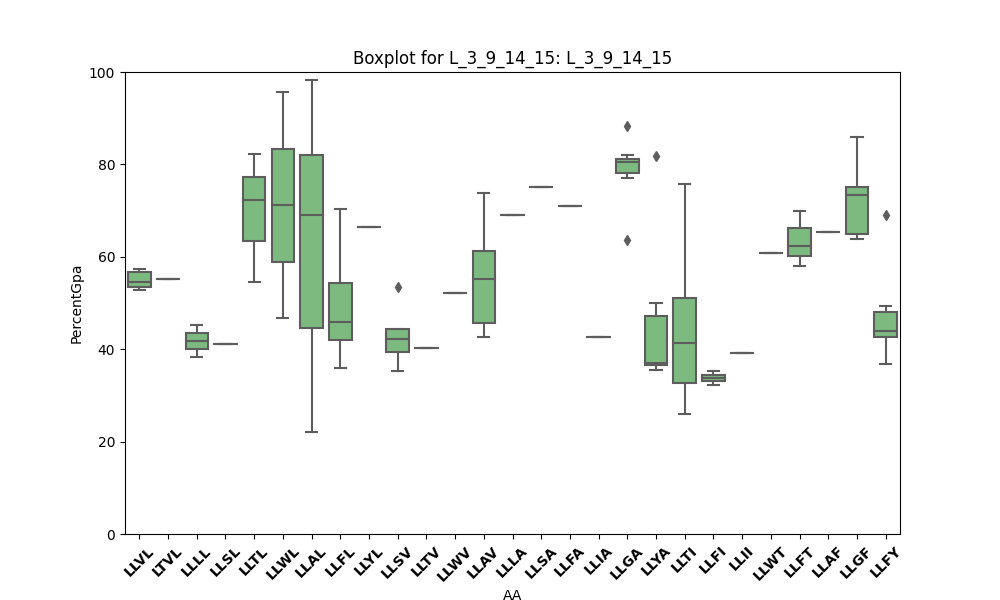 Boxplot for L_3_9_14_15: L_3_9_14_15
PercentGpa
100
80
60
40
20
0
LLVL LTVL LLLL LLSL LLTL LLWL LLAL LLFL LLYL LLSV LLTV LLWV LLAV LLLA LLSA LLFA LLIA LLGA LLYA LLTI LLFI LLII LLWT LLFT LLAF LLGF LLFY
AA